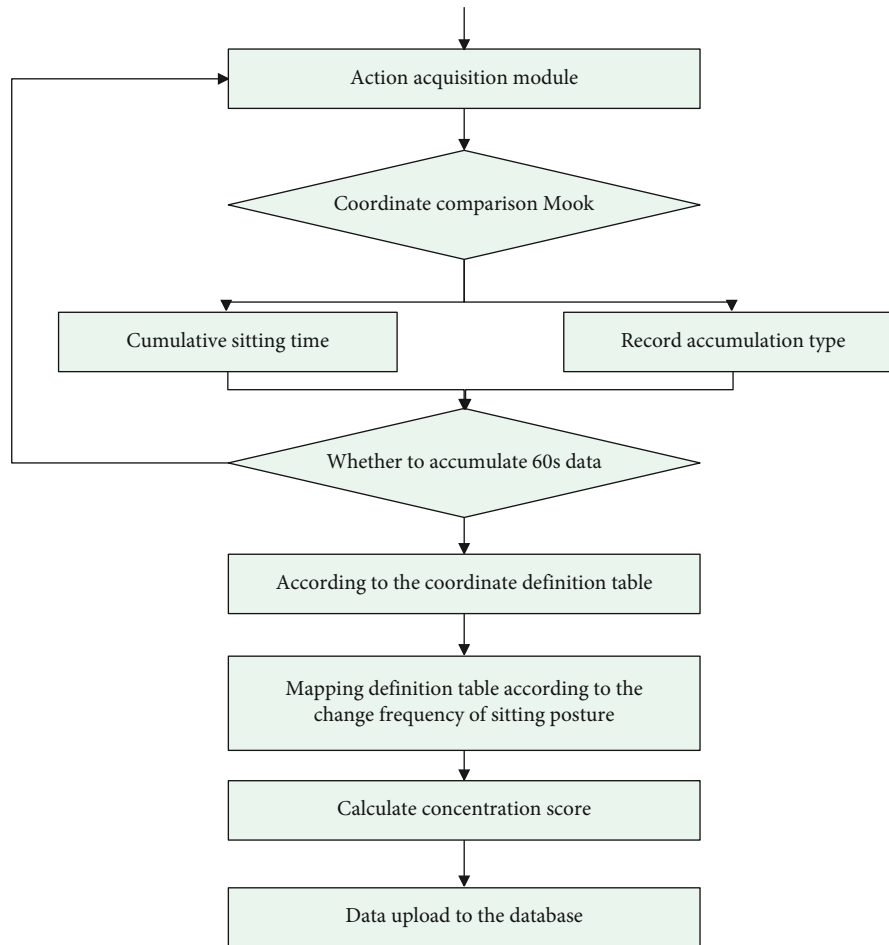 Action acquisition module
Coordinate comparison Mook
Cumulative sitting time
Record accumulation type
Whether to accumulate 60s data
According to the coordinate definition table
Mapping definition table according to the
change frequency of sitting posture
Calculate concentration score
Data upload to the database